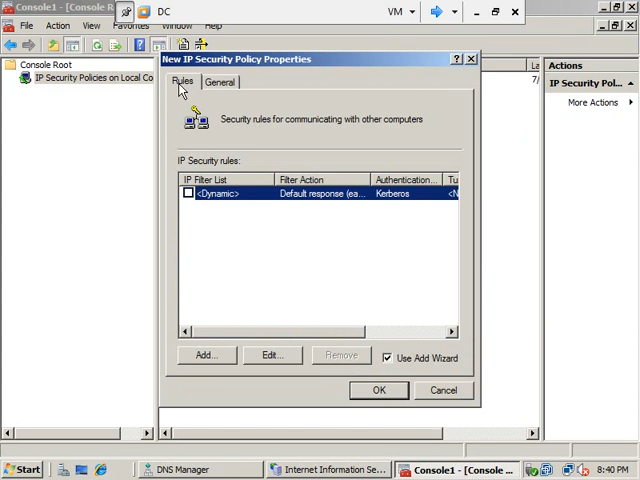 Console1 - [Console R
DC
VM
File
Action
View
Favorites
Window
Console Root
IP Security Policies on Local Co
La
7/
Actions
IP Security Pol...
More Actions
New IP Security Policy Properties
Rules
General
Security rules for communicating with other computers
IP Security rules:
IP Filter List
Filter Action
Authentication...
Tu
<Dynamic>
Default response (ea...
Kerberos
<N
Add...
Edit...
Remove
Use Add Wizard
OK
Cancel
Start
DNS Manager
Internet Information Se...
Console1 - [Console ...
8:40 PM